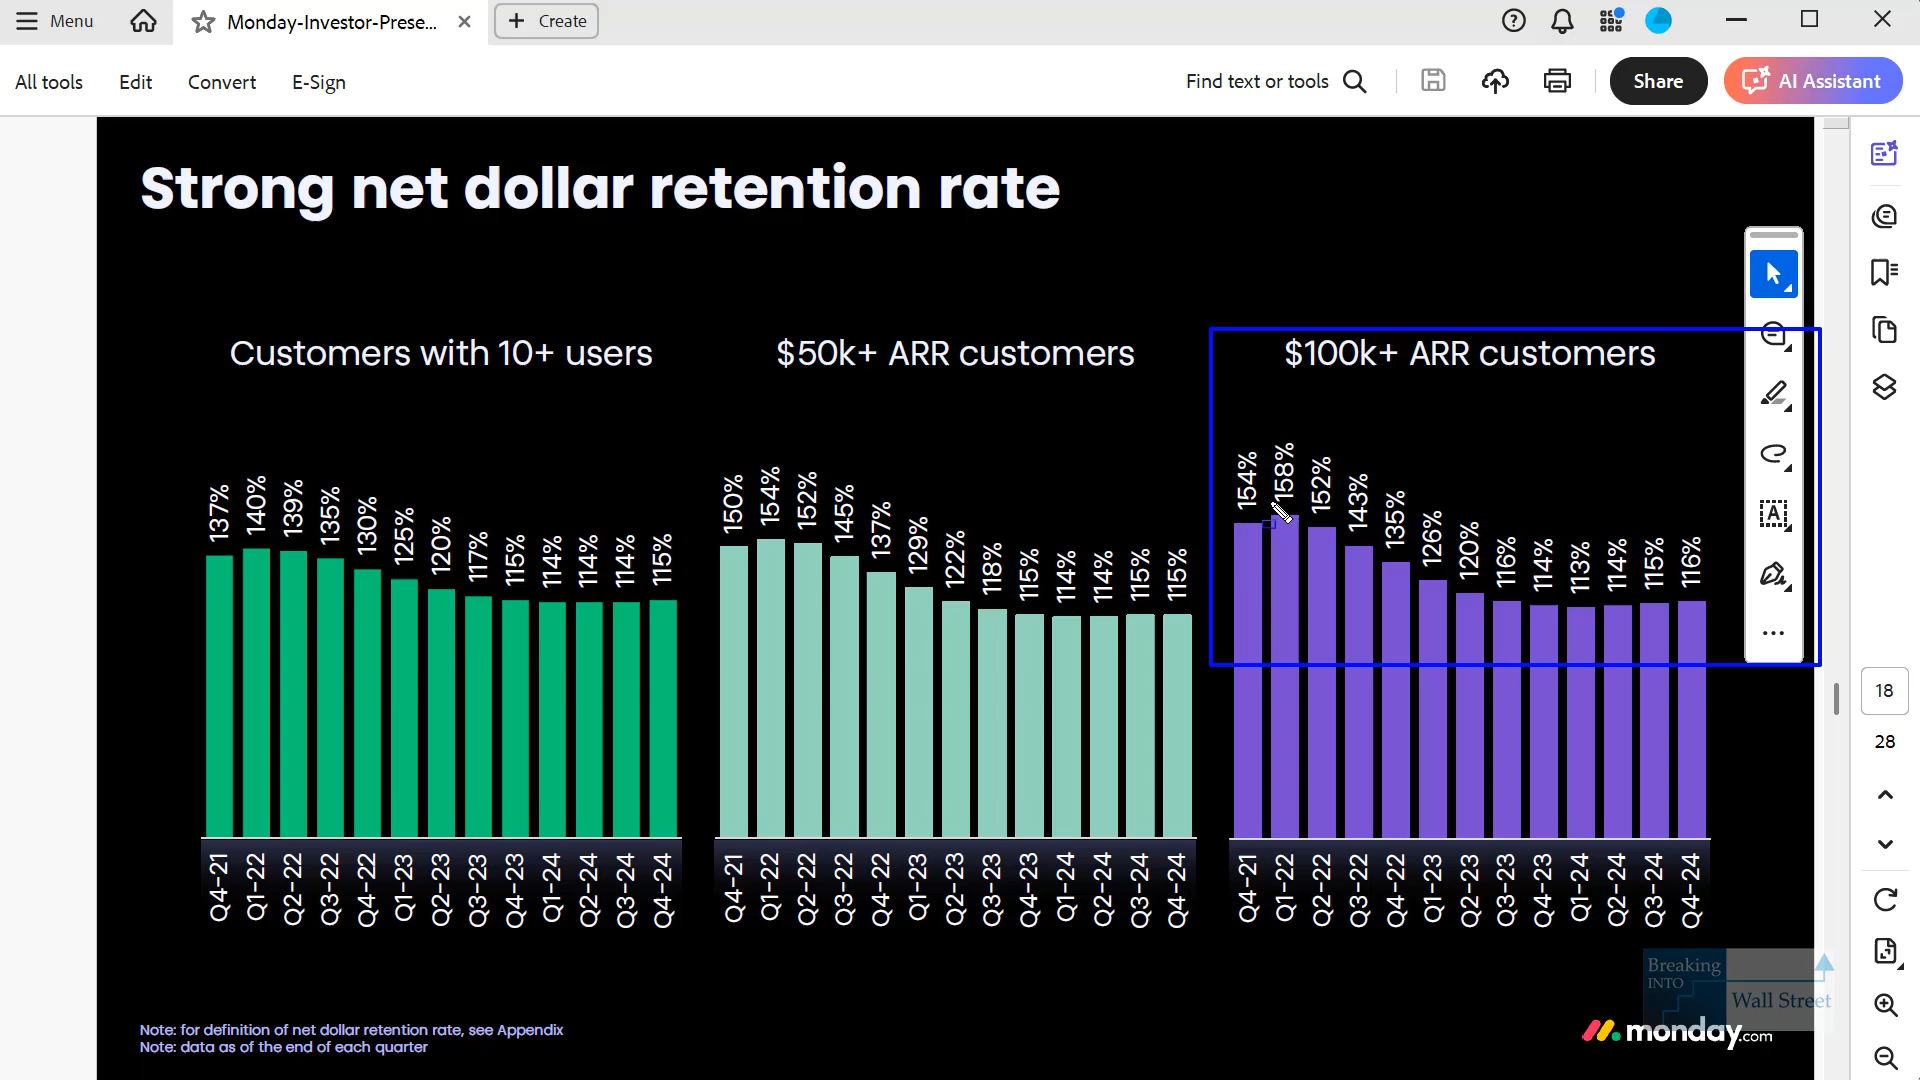 Menu
Monday-Investor-Prese...
Create
All tools
Edit
Convert
E-Sign
Find text or tools
Share
AI Assistant
Strong net dollar retention rate
Customers with 10+ users
137% 140% 139% 135% 130% 125% 120% 117% 115% 114% 114% 114% 115%
Q4-21 Q1-22 Q2-22 Q3-22 Q4-22 Q1-23 Q2-23 Q3-23 Q4-23 Q1-24 Q2-24 Q3-24 Q4-24
$50k+ ARR customers
150% 154% 152% 145% 137% 129% 122% 118% 115% 114% 114% 115% 115%
Q4-21 Q1-22 Q2-22 Q3-22 Q4-22 Q1-23 Q2-23 Q3-23 Q4-23 Q1-24 Q2-24 Q3-24 Q4-24
$100k+ ARR customers
154% 158% 152% 143% 135% 126% 120% 116% 114% 113% 114% 115% 116%
Q4-21 Q1-22 Q2-22 Q3-22 Q4-22 Q1-23 Q2-23 Q3-23 Q4-23 Q1-24 Q2-24 Q3-24 Q4-24
18
28
Breaking
INTO
Wall Street
Note: for definition of net dollar retention rate, see Appendix
Note: data as of the end of each quarter
monday.com